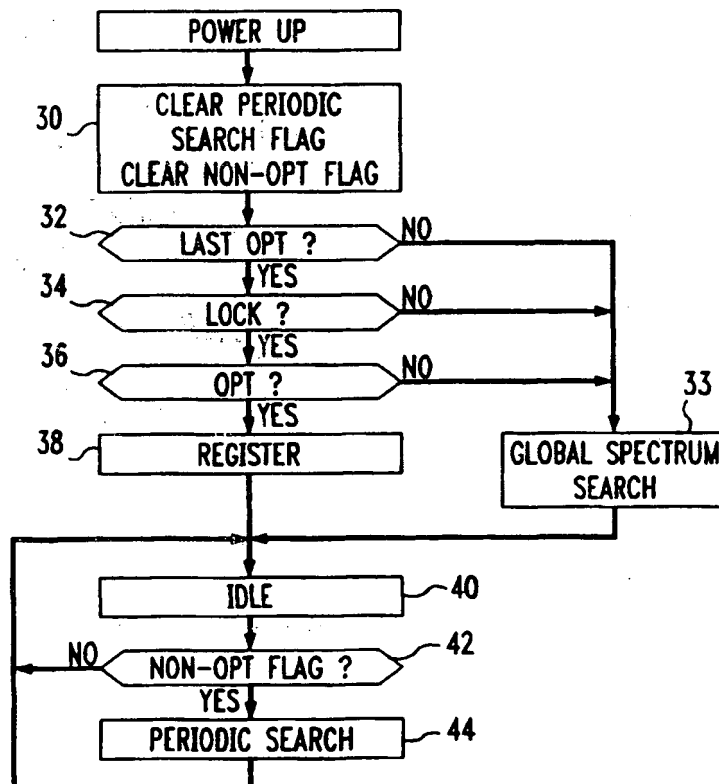 POWER UP
30
CLEAR PERIODIC
SEARCH FLAG
CLEAR NON-OPT FLAG
32
LAST OPT ?
NO
YES
34
LOCK ?
NO
YES
36
OPT ?
NO
YES
33
38
REGISTER
GLOBAL SPECTRUM
SEARCH
IDLE
40
NO
NON-OPT FLAG ?
42
YES
PERIODIC SEARCH
44